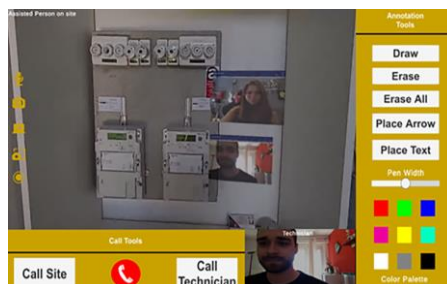 Assisted Person on site
Annotation
Tools
Draw
Erase
Erase All
Place Arrow
Place Text
Pen Width
Color Palette
Technician
Call Tools
Call Site
Call
Technician